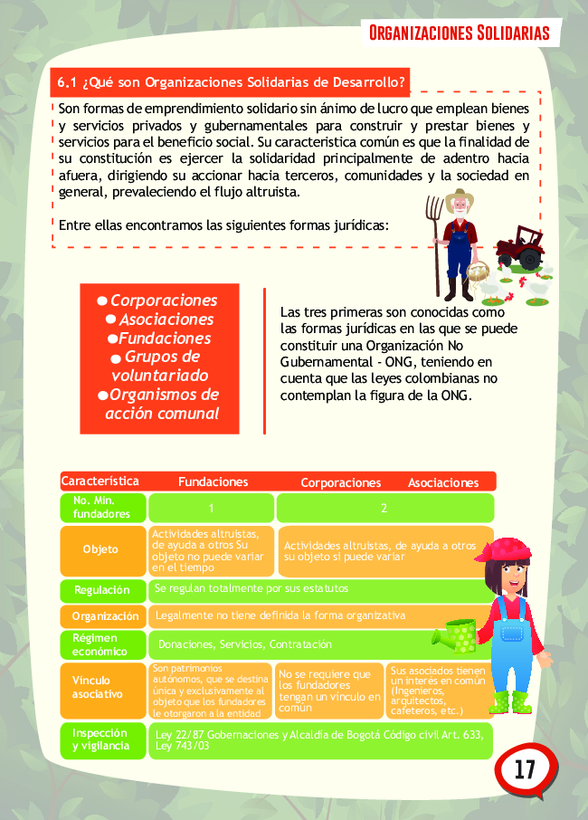 ORGANIZACIONES SOLIDARIAS
6.1 ¿Qué son Organizaciones Solidarias de Desarrollo?
Son formas de emprendimiento solidario sin ánimo de lucro que emplean bienes
y servicios privados y gubernamentales para construir y prestar bienes y
servicios para el beneficio social. Su caracteristica común es que la finalidad de
su constitución es ejercer la solidaridad principalmente de adentro hacia
afuera, dirigiendo su accionar hacia terceros, comunidades y la sociedad en
general, prevaleciendo el flujo altruista.
Entre ellas encontramos las siguientes formas jurídicas:
Corporaciones
Asociaciones
Fundaciones
Grupos de
voluntariado
Organismos de
acción comunal
Las tres primeras son conocidas como
las formas jurídicas en las que se puede
constituir una Organización No
Gubernamental - ONG, teniendo en
cuenta que las leyes colombianas no
contemplan la figura de la ONG.
Característica Fundaciones Corporaciones Asociaciones
No. Min.
fundadores
1
2
Objeto
Actividades altruistas,
de ayuda a otros Su
objeto no puede variar
en el tiempo
Actividades altruistas, de ayuda a otros
su objeto si puede variar
Regulación
Se regulan totalmente por sus estatutos
Organización
Legalmente no tiene definida la forma organizativa
Régimen
económico
Donaciones, Servicios, Contratación
Vinculo
asociativo
Son patrimonios
autónomos, que se destina
única y exclusivamente al
objeto que los fundadores
le otorgaron a la entidad
No se requiere que
los fundadores
tengan un vínculo en
común
Sus asociados tienen
un interés en común
(Ingenieros,
arquitectos,
cafeteros, etc.)
Inspección
y vigilancia
Ley 22/87 Gobernaciones y Alcaldía de Bogotá Código civil Art. 633,
Ley 743/03
17